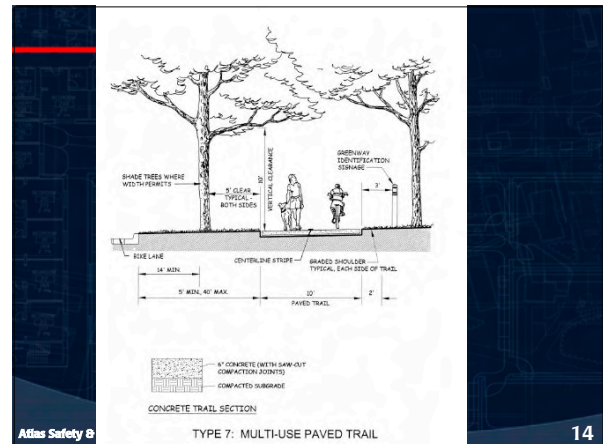 10'
VERTICAL CLEARANCE
GREENWAY
IDENTIFICATION
SIGNAGE
SHADE TREES WHERE
WIDTH PERMITS
5' CLEAR
TYPICAL -
BOTH SIDES
3'
BIKE LANE
CENTERLINE STRIPE
GRADED SHOULDER
TYPICAL, EACH SIDE OF TRAIL
14' MIN.
5' MIN., 40' MAX.
10'
PAVED TRAIL
2'
6" CONCRETE (WITH SAW-CUT
COMPACTION JOINTS)
COMPACTED SUBGRADE
CONCRETE TRAIL SECTION
TYPE 7: MULTI-USE PAVED TRAIL
Atlas Safety &
14